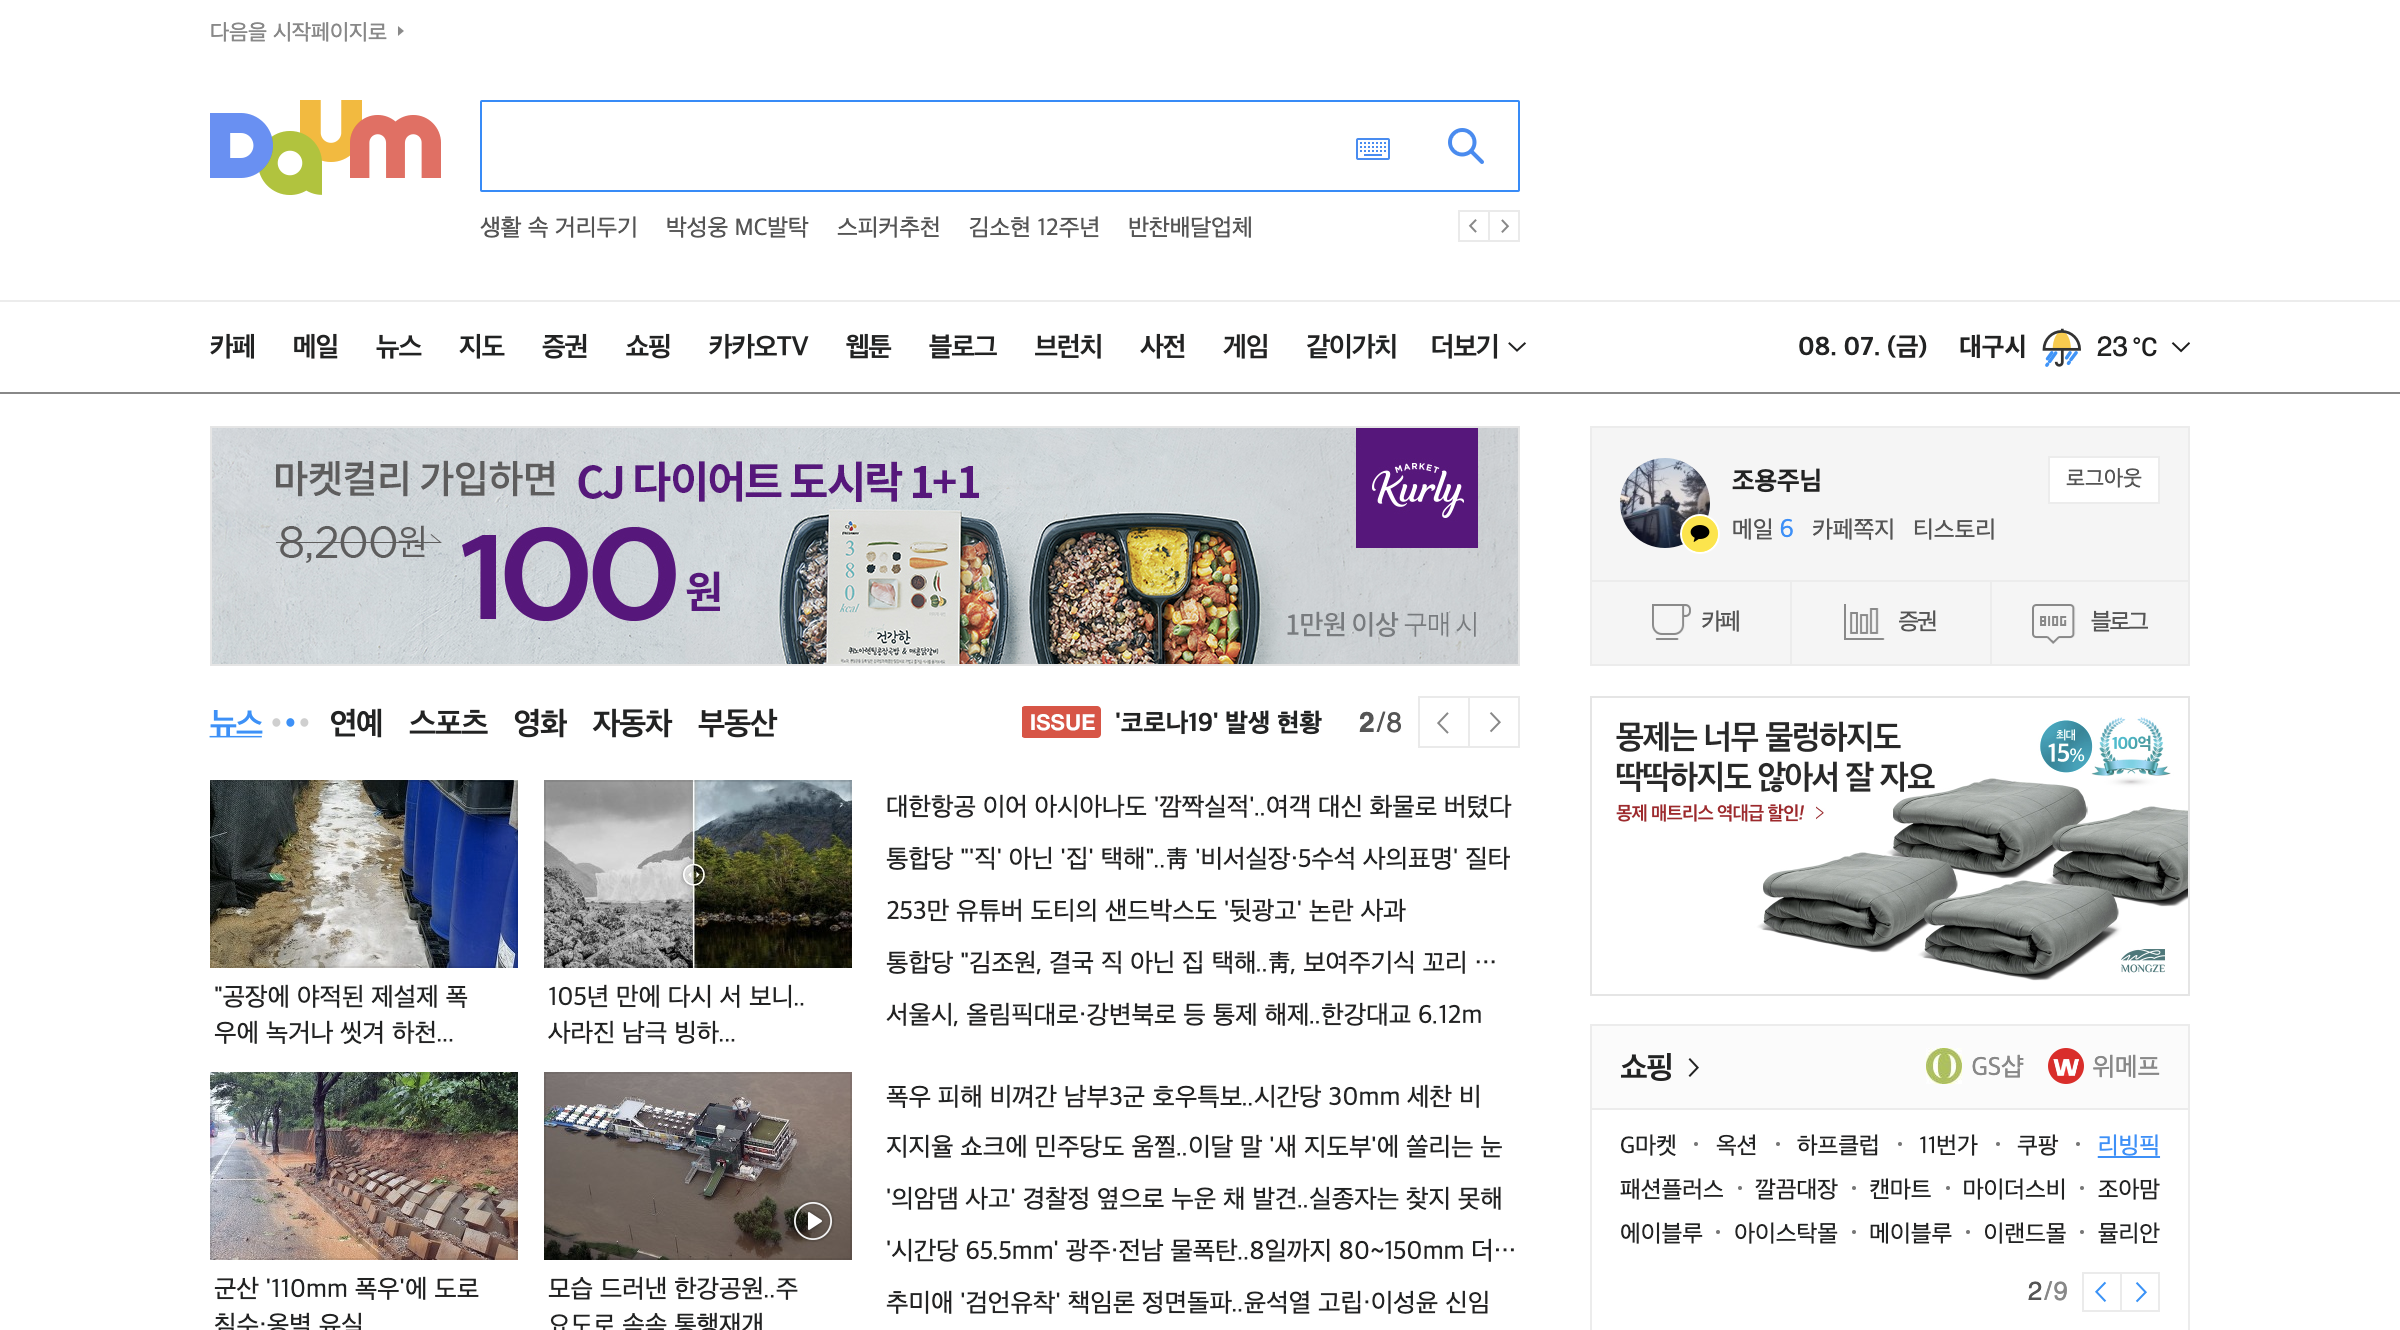 다음을 시작페이지로
Daum
생활 속 거리두기 박성웅 MC발탁 스피커추천 김소현 12주년 반찬배달업체
카페 메일 뉴스 지도 증권 쇼핑 카카오TV 웹툰 블로그 브런치 사전 게임 같이가치 더보기
08. 07. (금) 대구시 23 °C
마켓컬리 가입하면 CJ 다이어트 도시락 1+1
8,200원
100원
380 kcal
건강한
MARKET
Kurly
1만원 이상 구매 시
조용주님
로그아웃
메일 6 카페쪽지 티스토리
카페 증권 BlOG 블로그
뉴스 연예 스포츠 영화 자동차 부동산
ISSUE '코로나19' 발생 현황 2/8
"공장에 야적된 제설제 폭
우에 녹거나 씻겨 하천...
105년 만에 다시 서 보니..
사라진 남극 빙하...
군산 '110mm 폭우'에 도로
침수·옹벽 유실
모습 드러낸 한강공원..주
요도로 속속 통행재개
대한항공 이어 아시아나도 '깜짝실적'..여객 대신 화물로 버텼다
통합당 "'직' 아닌 '집' 택해"..靑 '비서실장·5수석 사의표명' 질타
253만 유튜버 도티의 샌드박스도 '뒷광고' 논란 사과
통합당 "김조원, 결국 직 아닌 집 택해..靑, 보여주기식 꼬리 …
서울시, 올림픽대로·강변북로 등 통제 해제..한강대교 6.12m
폭우 피해 비껴간 남부3군 호우특보..시간당 30mm 세찬 비
지지율 쇼크에 민주당도 움찔..이달 말 '새 지도부'에 쏠리는 눈
'의암댐 사고' 경찰정 옆으로 누운 채 발견..실종자는 찾지 못해
'시간당 65.5mm' 광주·전남 물폭탄..8일까지 80~150mm 더…
추미애 '검언유착' 책임론 정면돌파..윤석열 고립·이성윤 신임
몽제는 너무 물렁하지도
딱딱하지도 않아서 잘 자요
몽제 매트리스 역대급 할인! >
최대
15%
100억
MONGZE
쇼핑 > GS샵 W 위메프
G마켓 · 옥션 · 하프클럽 · 11번가 · 쿠팡 · 리빙픽
패션플러스 · 깔끔대장 · 캔마트 · 마이더스비 · 조아맘
에이블루 · 아이스탁몰 · 메이블루 · 이랜드몰 · 뮬리안
2/9